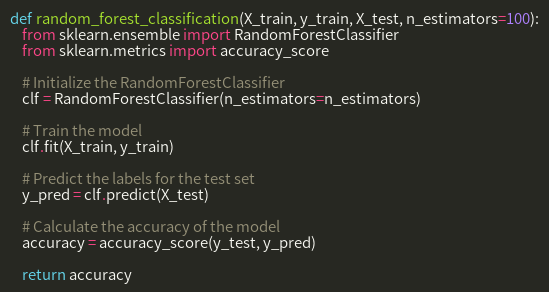 def random_forest_classification(X_train, y_train, X_test, n_estimators=100):
from sklearn.ensemble import RandomForestClassifier
from sklearn.metrics import accuracy_score
# Initialize the RandomForestClassifier
clf = RandomForestClassifier(n_estimators=n_estimators)
# Train the model
clf.fit(X_train, y_train)
# Predict the labels for the test set
y_pred = clf.predict(X_test)
# Calculate the accuracy of the model
accuracy = accuracy_score(y_test, y_pred)
return accuracy